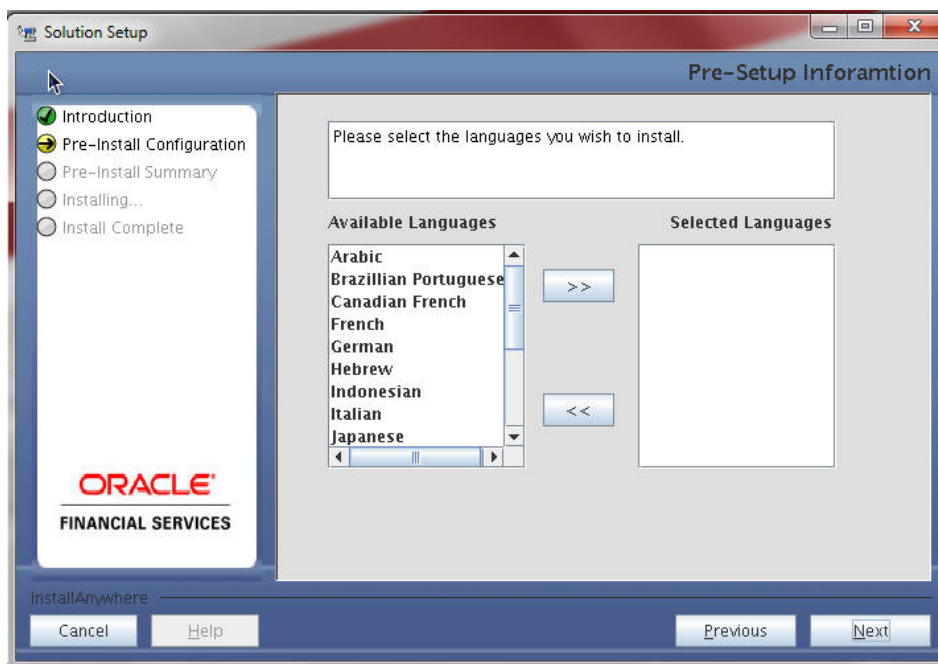 Solution Setup
Pre-Setup Inforamtion
Introduction
Pre-Install Configuration
Pre-Install Summary
Installing...
Install Complete
ORACLE'
FINANCIAL SERVICES
Please select the languages you wish to install.
Available Languages
Arabic
Brazillian Portuguese
Canadian French
French
German
Hebrew
Indonesian
Italian
Japanese
>>
<<
Selected Languages
InstallAnywhere
Cancel
Help
Previous
Next